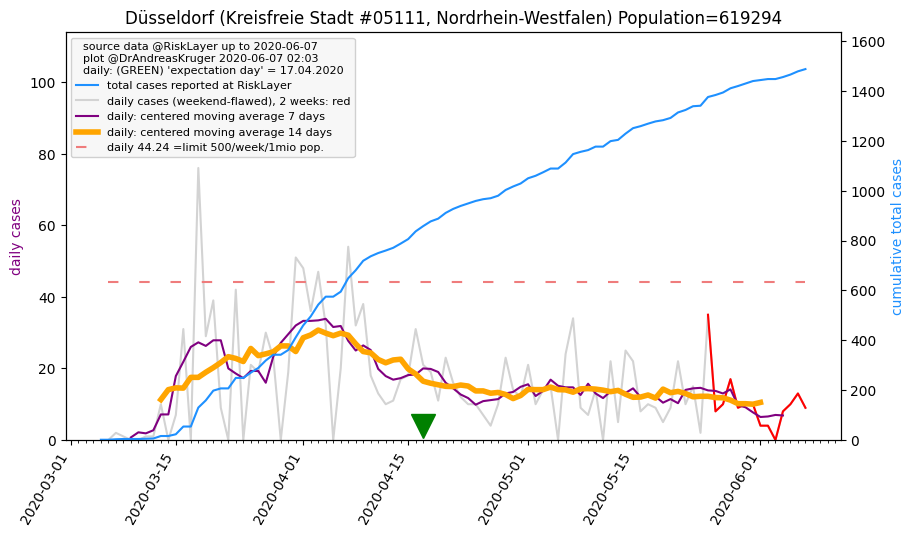 Düsseldorf (Kreisfreie Stadt #05111, Nordrhein-Westfalen) Population=619294
source data @RiskLayer up to 2020-06-07
plot @DrAndreasKruger 2020-06-07 02:03
daily: (GREEN) 'expectation day' = 17.04.2020
total cases reported at RiskLayer
daily cases (weekend-flawed), 2 weeks: red
daily: centered moving average 7 days
daily: centered moving average 14 days
daily 44.24 =limit 500/week/1mio pop.
daily cases
100
80
60
40
20
0
cumulative total cases
1600
1400
1200
1000
800
600
400
200
0
2020-03-01
2020-03-15
2020-04-01
2020-04-15
2020-05-01
2020-05-15
2020-06-01